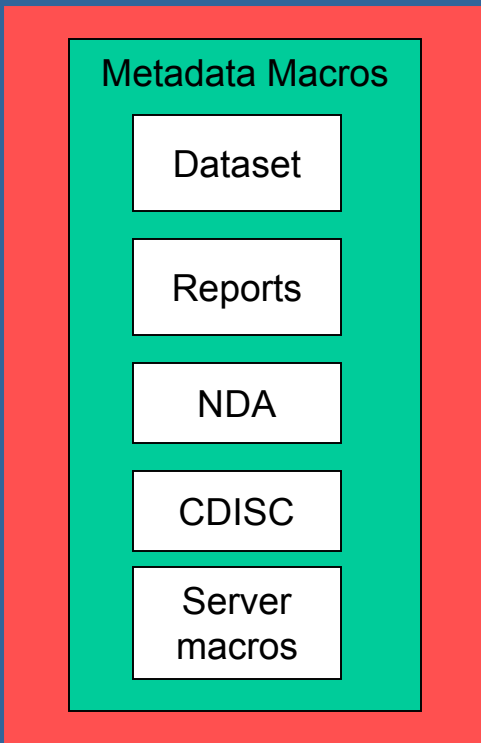 Metadata Macros
Dataset
Reports
NDA
CDISC
Server
macros